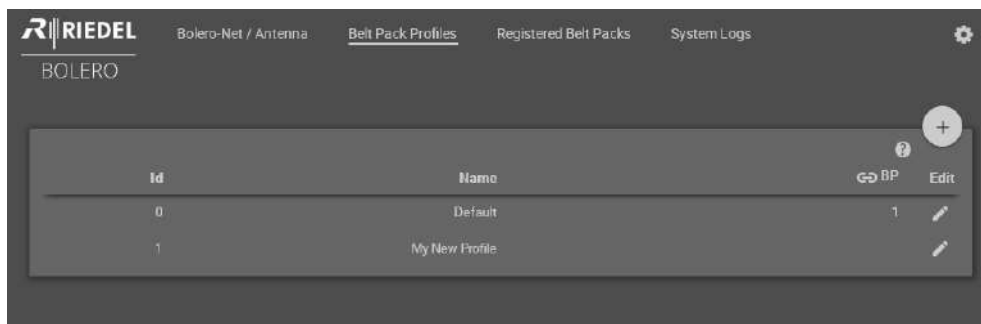 RIEDEL Bolero-Net / Antenna Belt Pack Profiles Registered Belt Packs System Logs
BOLERO
+
?
Id Name BP Edit
0 Default 1
1 My New Profile